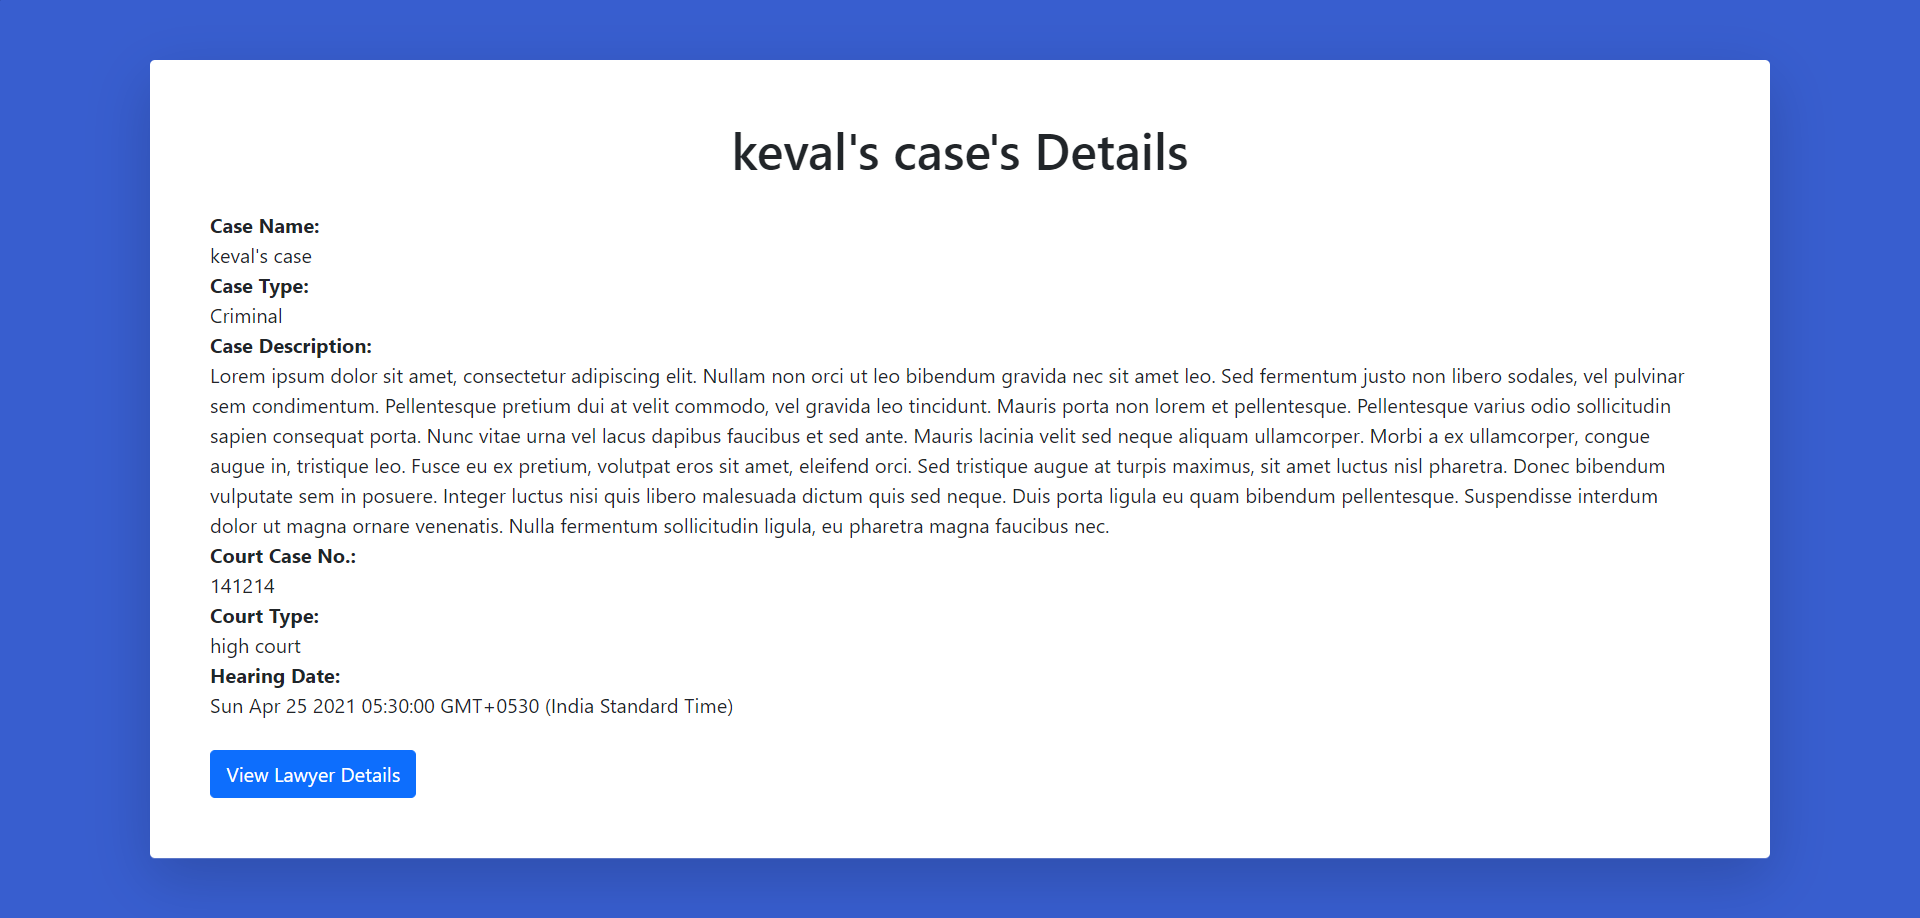 keval's case's Details
Case Name:
keval's case
Case Type:
Criminal
Case Description:
Lorem ipsum dolor sit amet, consectetur adipiscing elit. Nullam non orci ut leo bibendum gravida nec sit amet leo. Sed fermentum justo non libero sodales, vel pulvinar
sem condimentum. Pellentesque pretium dui at velit commodo, vel gravida leo tincidunt. Mauris porta non lorem et pellentesque. Pellentesque varius odio sollicitudin
sapien consequat porta. Nunc vitae urna vel lacus dapibus faucibus et sed ante. Mauris lacinia velit sed neque aliquam ullamcorper. Morbi a ex ullamcorper, congue
augue in, tristique leo. Fusce eu ex pretium, volutpat eros sit amet, eleifend orci. Sed tristique augue at turpis maximus, sit amet luctus nisl pharetra. Donec bibendum
vulputate sem in posuere. Integer luctus nisi quis libero malesuada dictum quis sed neque. Duis porta ligula eu quam bibendum pellentesque. Suspendisse interdum
dolor ut magna ornare venenatis. Nulla fermentum sollicitudin ligula, eu pharetra magna faucibus nec.
Court Case No.:
141214
Court Type:
high court
Hearing Date:
Sun Apr 25 2021 05:30:00 GMT+0530 (India Standard Time)
View Lawyer Details